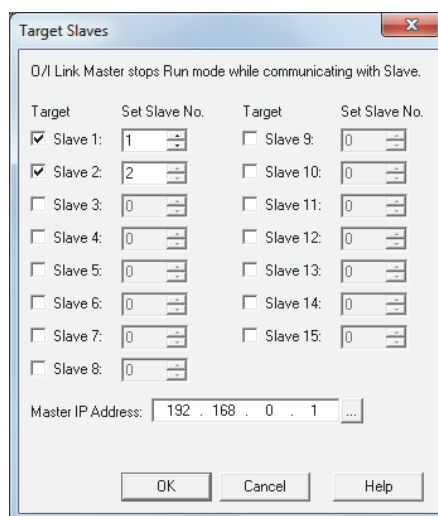 Target Slaves
O/I Link Master stops Run mode while communicating with Slave.
Target Set Slave No. Target Set Slave No.
Slave 1: 1 Slave 9: 0
Slave 2: 2 Slave 10: 0
Slave 3: 0 Slave 11: 0
Slave 4: 0 Slave 12: 0
Slave 5: 0 Slave 13: 0
Slave 6: 0 Slave 14: 0
Slave 7: 0 Slave 15: 0
Slave 8: 0
Master IP Address: 192 . 168 . 0 . 1 ...
OK Cancel Help